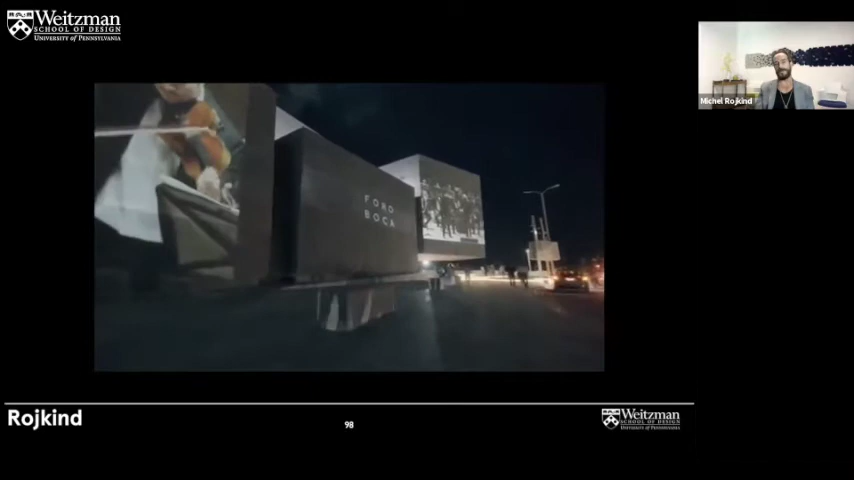 Weitzman
SCHOOL OF DESIGN
UNIVERSITY of PENNSYLVANIA
Michel Rojkind
FORO
BOCA
Rojkind
98
Weitzman
SCHOOL OF DESIGN
UNIVERSITY of PENNSYLVANIA